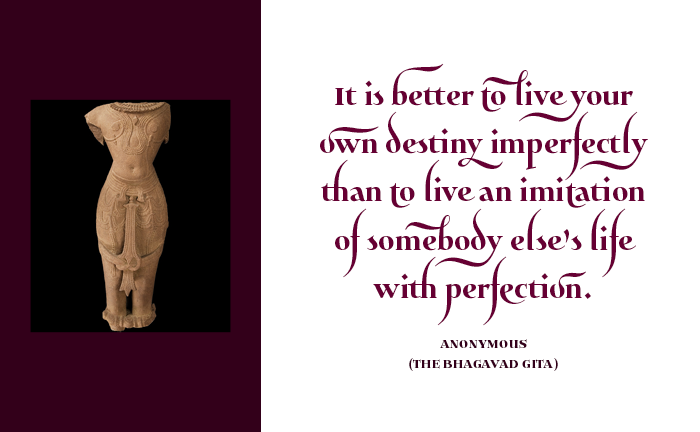 It is better to live your
own destiny imperfectly
than to live an imitation
of somebody else's life
with perfection.
ANONYMOUS
(THE BHAGAVAD GITA)